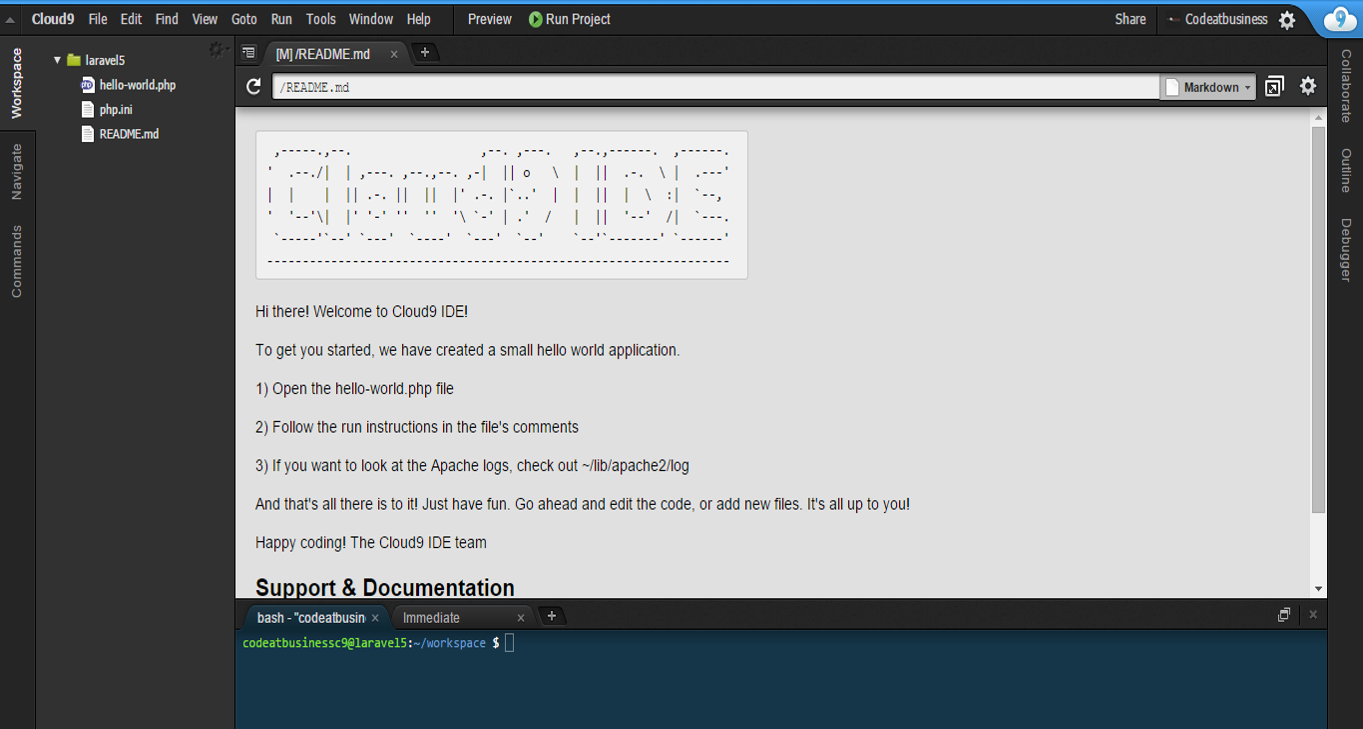 Cloud9 File Edit Find View Goto Run Tools Window Help Preview Run Project Share Codeatbusiness 9
Workspace
Navigate
Commands
laravel5
hello-world.php
php.ini
README.md
[M] /README.md × +
/README.md Markdown
 ,-----.,--.                  ,--. ,---.   ,--.,------.  ,------.
'  .--./|  | ,---. ,--.,--. ,-|  || o   \  |  ||  .-.  \ |  .---'
|  |    |  || .-. ||  ||  |' .-. |`..'  |  |  ||  |  \  :|  `--, 
'  '--'\|  |' '-' ''  ''  '\ `-' | .'  /   |  ||  '--'  /|  `---.
 `-----'`--' `---'  `----'  `---'  `--'    `--'`-------' `------'
-----------------------------------------------------------------
Hi there! Welcome to Cloud9 IDE!
To get you started, we have created a small hello world application.
1) Open the hello-world.php file
2) Follow the run instructions in the file's comments
3) If you want to look at the Apache logs, check out ~/lib/apache2/log
And that's all there is to it! Just have fun. Go ahead and edit the code, or add new files. It's all up to you!
Happy coding! The Cloud9 IDE team
Support & Documentation
bash - "codeatbusin × Immediate × +
codeatbusinessc9@laravel5:~/workspace $
Collaborate
Outline
Debugger